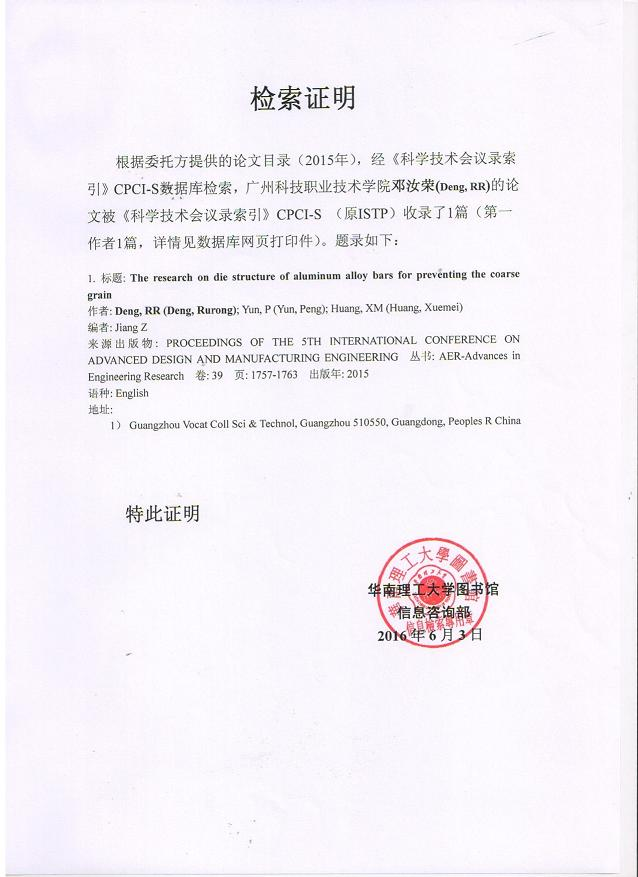 检索证明
根据委托方提供的论文目录（2015年），经《科学技术会议录索
引》CPCI-S数据库检索，广州科技职业技术学院邓汝荣(Deng, RR)的论
文被《科学技术会议录索引》CPCI-S （原ISTP）收录了1篇（第一
作者1篇，详情见数据库网页打印件）。题录如下：
1. 标题: The research on die structure of aluminum alloy bars for preventing the coarse
grain
作者: Deng, RR (Deng, Rurong); Yun, P (Yun, Peng); Huang, XM (Huang, Xuemei)
编者: Jiang Z
来源出版物: PROCEEDINGS OF THE 5TH INTERNATIONAL CONFERENCE ON
ADVANCED DESIGN AND MANUFACTURING ENGINEERING 丛书: AER-Advances in
Engineering Research 卷: 39 页: 1757-1763 出版年: 2015
语种: English
地址:
1） Guangzhou Vocat Coll Sci & Technol, Guangzhou 510550, Guangdong, Peoples R China
特此证明
華南理工大學圖書館
华南理工大学图书馆
信息咨询部
信息檢索專用章
2016 年 6 月 3 日